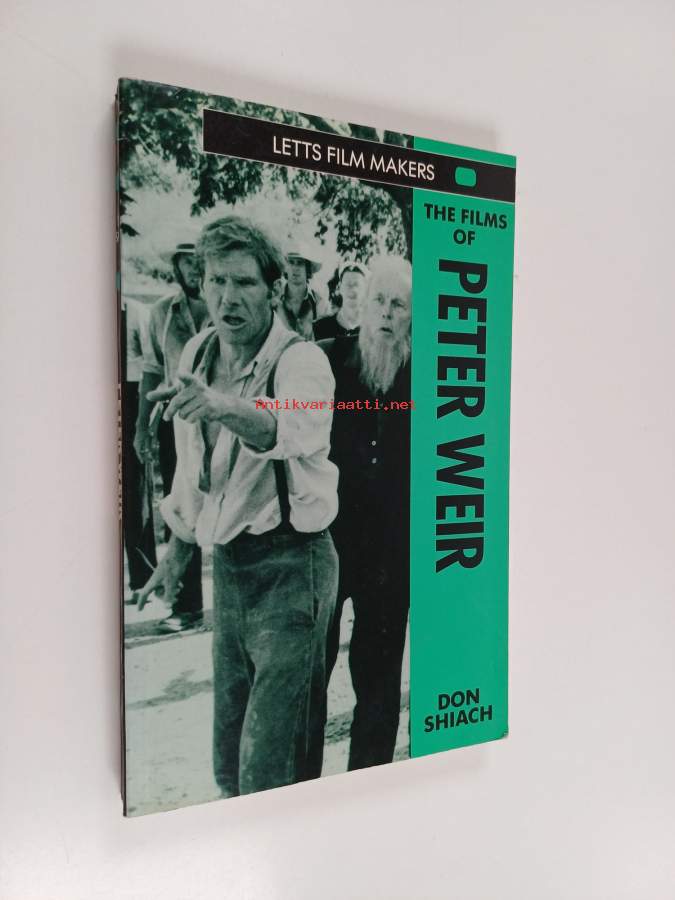 LETTS FILM MAKERS
THE FILMS
OF
PETER WEIR
Antikvariaatti.net
DON
SHIACH